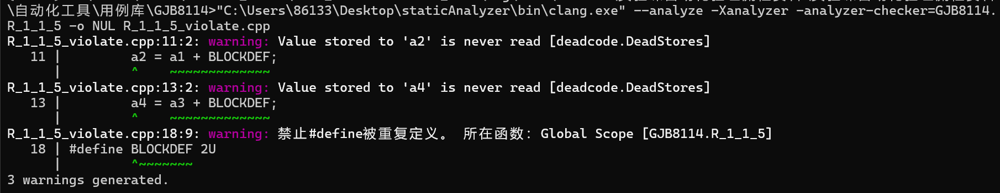 \自动化工具\用例库\GJB8114>"C:\Users\86133\Desktop\staticAnalyzer\bin\clang.exe" --analyze -Xanalyzer -analyzer-checker=GJB8114.
R_1_1_5 -o NUL R_1_1_5_violate.cpp
R_1_1_5_violate.cpp:11:2: warning: Value stored to 'a2' is never read [deadcode.DeadStores]
   11 |         a2 = a1 + BLOCKDEF;
      |         ^    ~~~~~~~~~~~~~
R_1_1_5_violate.cpp:13:2: warning: Value stored to 'a4' is never read [deadcode.DeadStores]
   13 |         a4 = a3 + BLOCKDEF;
      |         ^    ~~~~~~~~~~~~~
R_1_1_5_violate.cpp:18:9: warning: 禁止#define被重复定义。 所在函数: Global Scope [GJB8114.R_1_1_5]
   18 | #define BLOCKDEF 2U
      |         ^~~~~~~~
3 warnings generated.